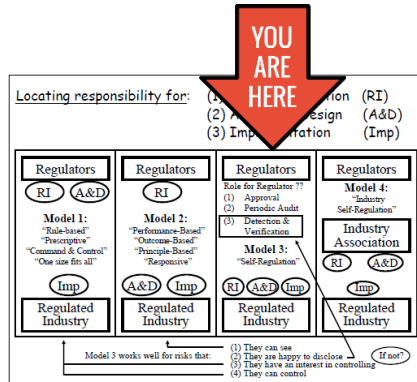 YOU
ARE
HERE
Locating responsibility for: (RI)
(2) (A&D)
(3) (Imp)
Regulators
RI A&D
Model 1:
"Rule-based"
"Prescriptive"
"Command & Control"
"One size fits all"
Imp
Regulated
Industry
Regulators
RI
Model 2:
"Performance-Based"
"Outcome-Based"
"Principle-Based"
"Responsive"
A&D Imp
Regulated
Industry
Regulators
Role for Regulator ??
(1) Approval
(2) Periodic Audit
(3) Detection &
Verification
Model 3:
"Self-Regulation"
RI A&D Imp
Regulated
Industry
Regulators
Model 4:
"Industry
Self-Regulation"
Industry
Association
RI A&D
Imp
Regulated
Industry
Model 3 works well for risks that:
(1) They can see
(2) They are happy to disclose
(3) They have an interest in controlling
(4) They can control
If not?